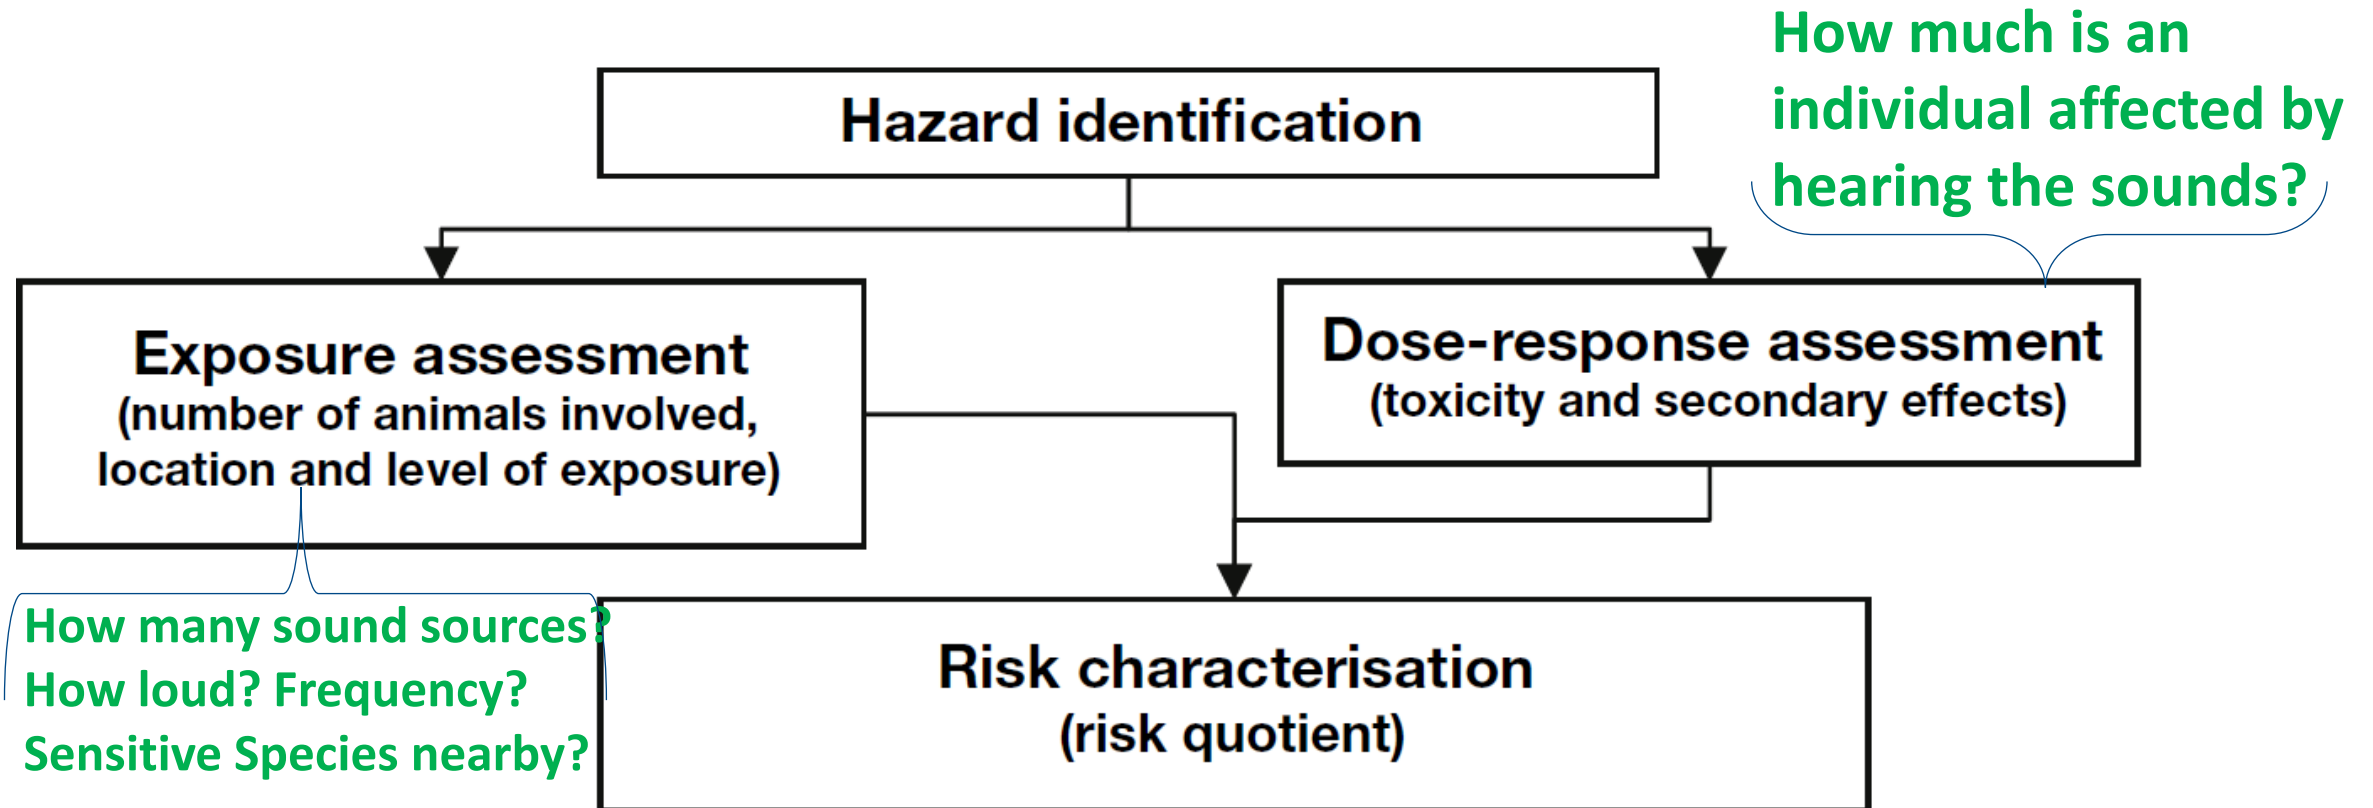 How much is an
individual affected by
hearing the sounds?
Hazard identification
Exposure assessment
(number of animals involved,
location and level of exposure)
Dose-response assessment
(toxicity and secondary effects)
How many sound sources?
How loud? Frequency?
Sensitive Species nearby?
Risk characterisation
(risk quotient)